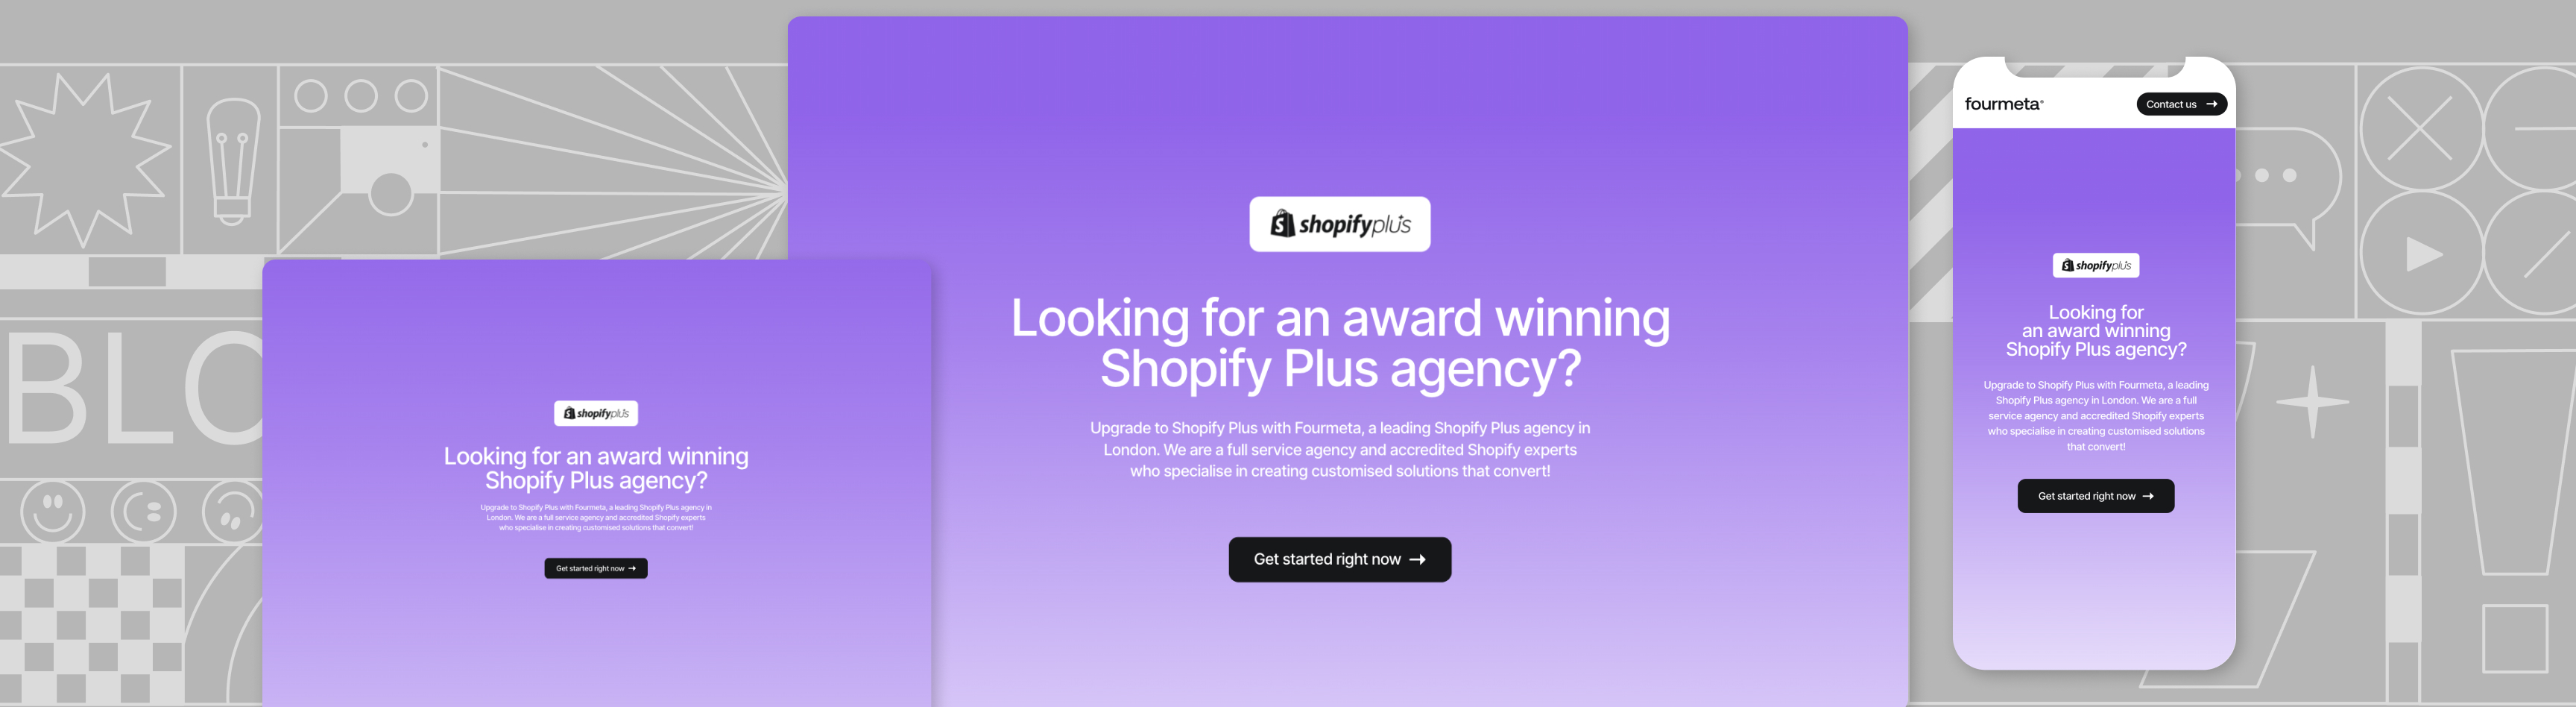 BLO
shopifyplus
Looking for an award winning
Shopify Plus agency?
Upgrade to Shopify Plus with Fourmeta, a leading Shopify Plus agency in
London. We are a full service agency and accredited Shopify experts
who specialise in creating customised solutions that convert!
Get started right now →
shopifyplus
Looking for an award winning
Shopify Plus agency?
Upgrade to Shopify Plus with Fourmeta, a leading Shopify Plus agency in
London. We are a full service agency and accredited Shopify experts
who specialise in creating customised solutions that convert!
Get started right now →
fourmeta®
Contact us →
shopifyplus
Looking for
an award winning
Shopify Plus agency?
Upgrade to Shopify Plus with Fourmeta, a leading
Shopify Plus agency in London. We are a full
service agency and accredited Shopify experts
who specialise in creating customised solutions
that convert!
Get started right now →